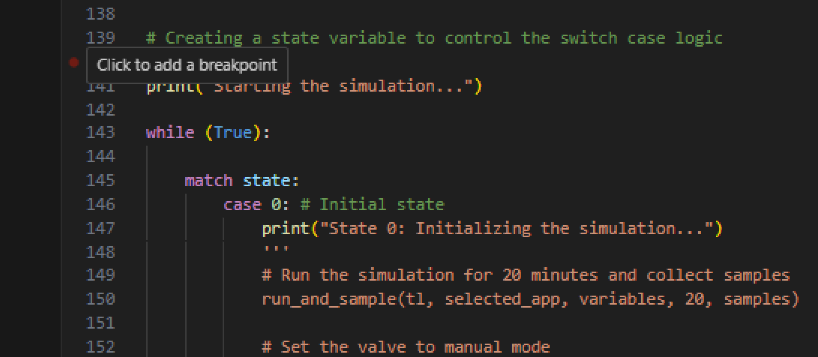 138
139 # Creating a state variable to control the switch case logic
Click to add a breakpoint
141 print("Starting the simulation...")
142
143 while (True):
144
145 match state:
146 case 0: # Initial state
147 print("State 0: Initializing the simulation...")
148 '''
149 # Run the simulation for 20 minutes and collect samples
150 run_and_sample(tl, selected_app, variables, 20, samples)
151
152 # Set the valve to manual mode